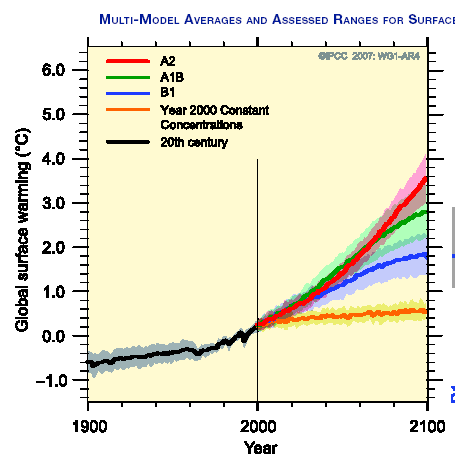 MULTI-MODEL AVERAGES AND ASSESSED RANGES FOR SURFACE
©IPCC 2007: WG1-AR4
A2
A1B
B1
Year 2000 Constant
Concentrations
20th century
Global surface warming (°C)
6.0
5.0
4.0
3.0
2.0
1.0
0.0
−1.0
1900
2000
2100
Year